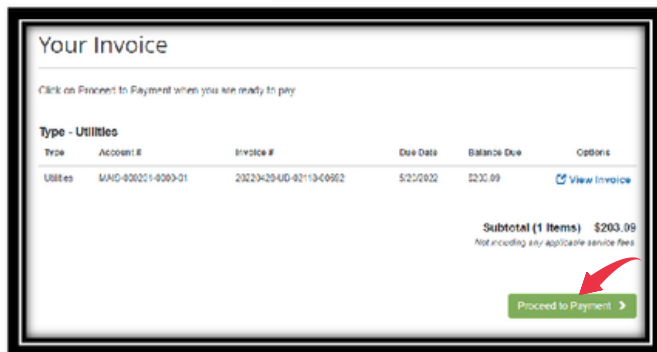 Your Invoice
Click on Proceed to Payment when you are ready to pay
Type - Utilities
Type Account # Invoice # Due Date Balance Due Options
Utilities View Invoice
Subtotal (1 Items) $203.09
Not including any applicable service fees
Proceed to Payment